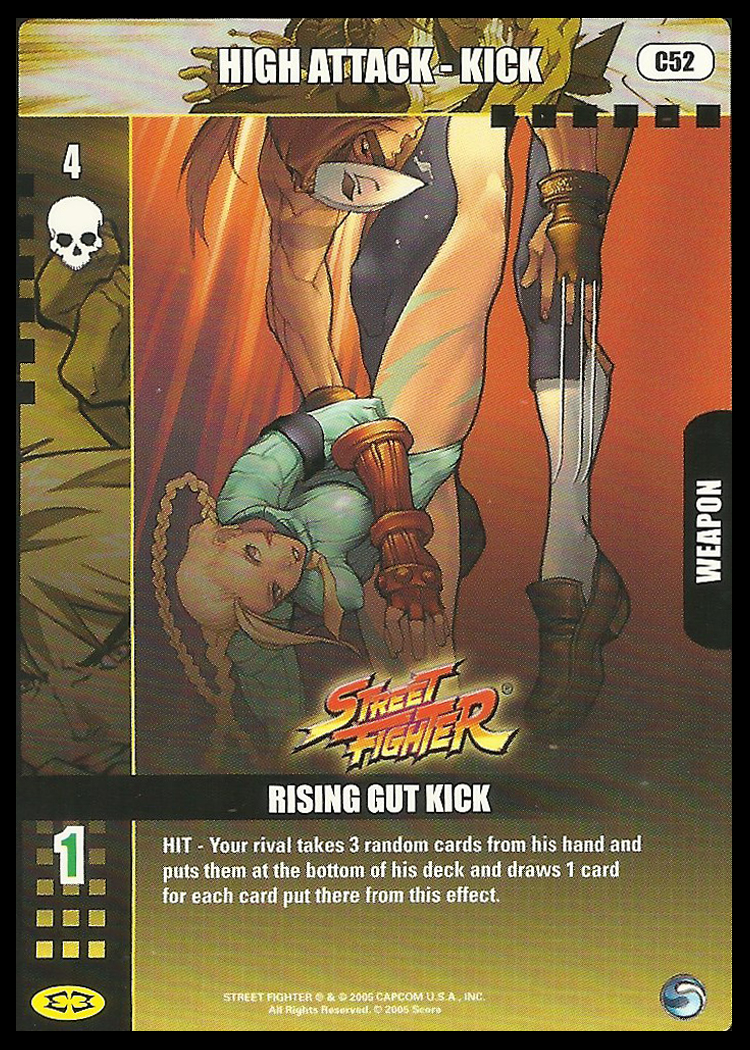 HIGH ATTACK - KICK
C52
4
WEAPON
STREET
FIGHTER®
RISING GUT KICK
1
HIT - Your rival takes 3 random cards from his hand and
puts them at the bottom of his deck and draws 1 card
for each card put there from this effect.
STREET FIGHTER ® & © 2005 CAPCOM U.S.A., INC.
All Rights Reserved. © 2005 Score